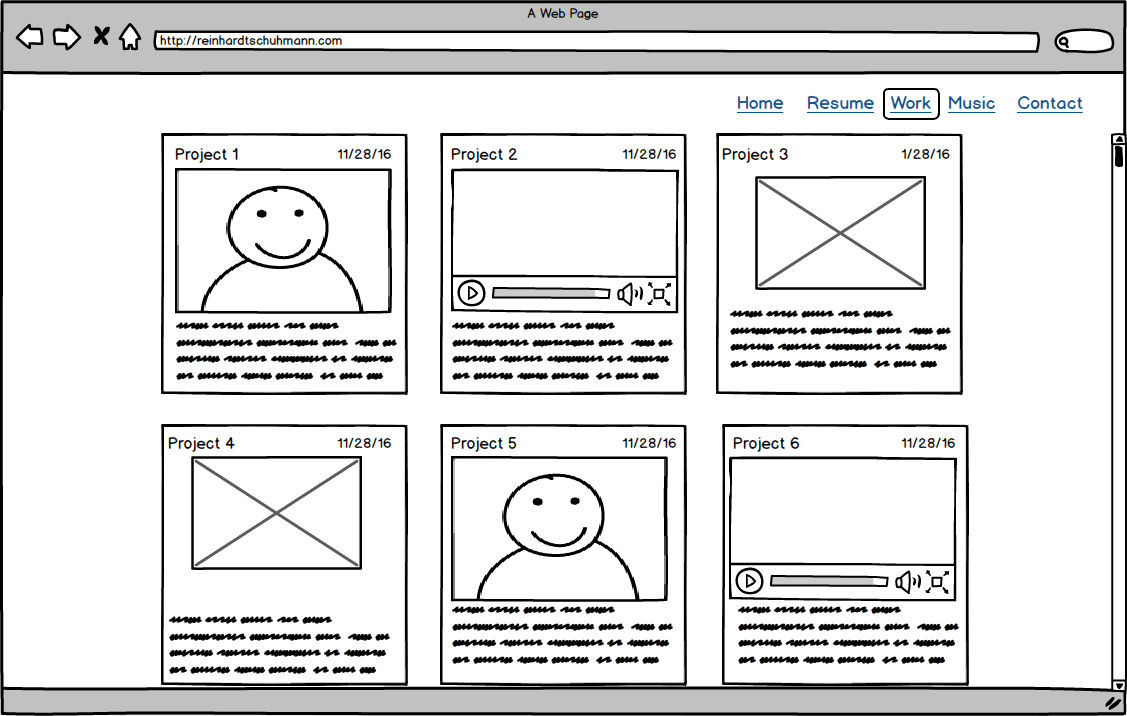 A Web Page
http://reinhardtschuhmann.com
Home Resume Work Music Contact
Project 1 11/28/16
Project 2 11/28/16
Project 3 1/28/16
Project 4 11/28/16
Project 5 11/28/16
Project 6 11/28/16